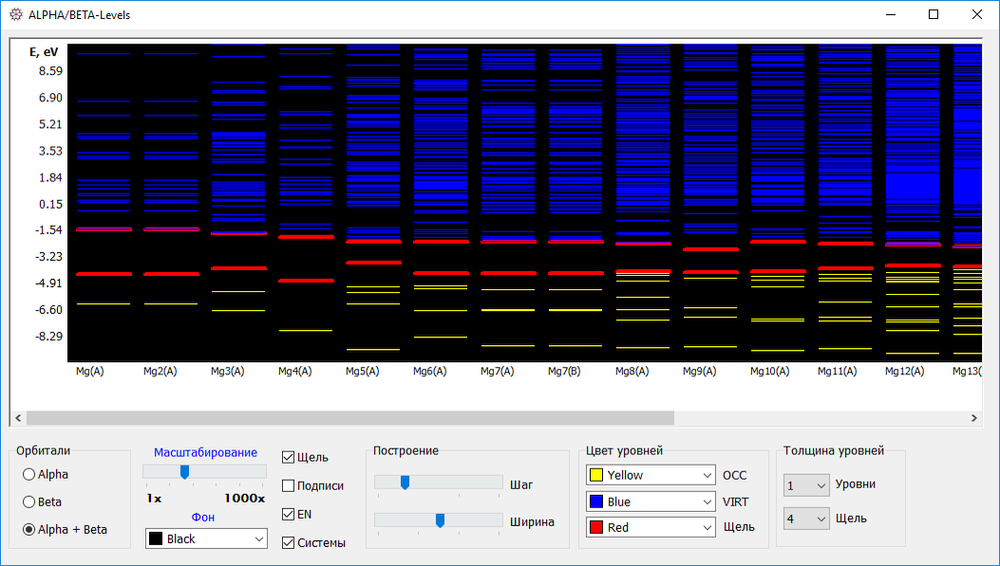 ALPHA/BETA-Levels
E, eV
8.59
6.90
5.21
3.53
1.84
0.15
-1.54
-3.23
-4.91
-6.60
-8.29
Mg(A) Mg2(A) Mg3(A) Mg4(A) Mg5(A) Mg6(A) Mg7(A) Mg7(B) Mg8(A) Mg9(A) Mg10(A) Mg11(A) Mg12(A) Mg13(
Орбитали
Alpha
Beta
Alpha + Beta
Масштабирование
1x 1000x
Фон
Black
Щель
Подписи
EN
Системы
Построение
Шаг
Ширина
Цвет уровней
Yellow OCC
Blue VIRT
Red Щель
Толщина уровней
1 Уровни
4 Щель